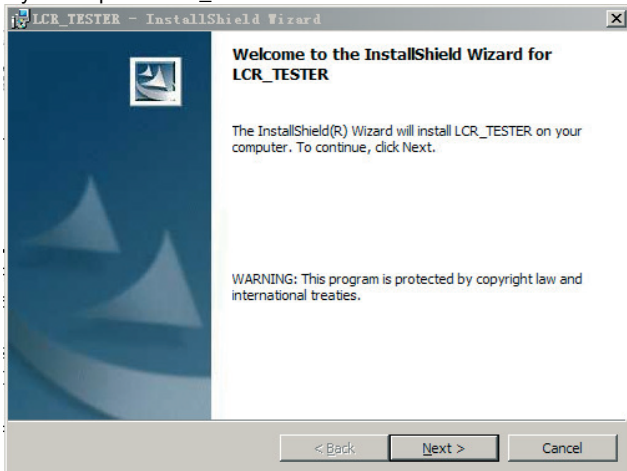 LCR_TESTER - InstallShield Wizard
Welcome to the InstallShield Wizard for
LCR_TESTER
The InstallShield(R) Wizard will install LCR_TESTER on your
computer. To continue, click Next.
WARNING: This program is protected by copyright law and
international treaties.
< Back
Next >
Cancel